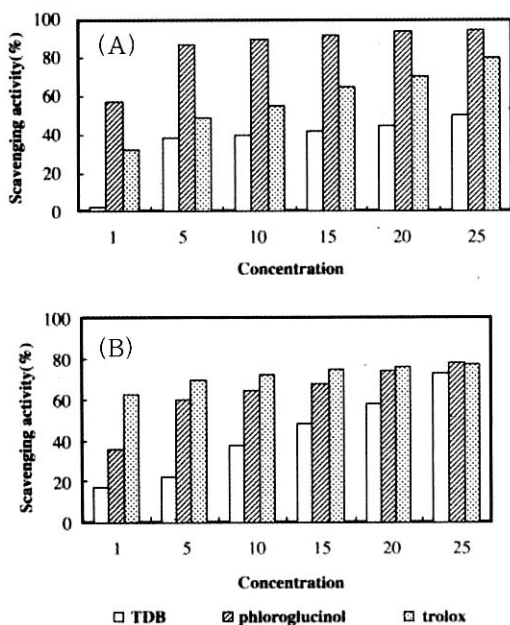 (A)
Scavenging activity(%)
100
80
60
40
20
0
1 5 10 15 20 25
Concentration
(B)
Scavenging activity(%)
100
80
60
40
20
0
1 5 10 15 20 25
Concentration
TDB phloroglucinol trolox